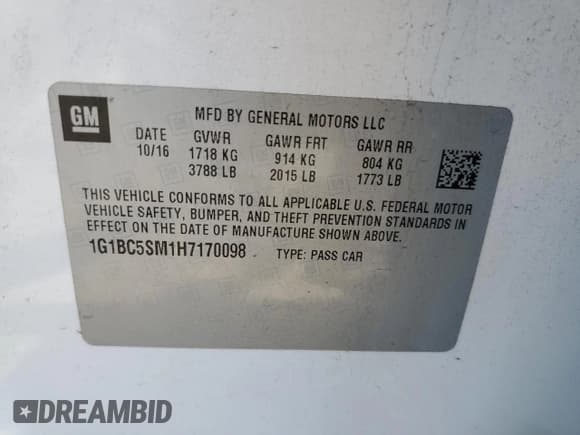 GM
MFD BY GENERAL MOTORS LLC
DATE GVWR GAWR FRT GAWR RR
10/16 1718 KG 914 KG 804 KG
3788 LB 2015 LB 1773 LB
THIS VEHICLE CONFORMS TO ALL APPLICABLE U.S. FEDERAL MOTOR
VEHICLE SAFETY, BUMPER, AND THEFT PREVENTION STANDARDS IN
EFFECT ON THE DATE OF MANUFACTURE SHOWN ABOVE.
1G1BC5SM1H7170098 TYPE: PASS CAR
DREAMBID